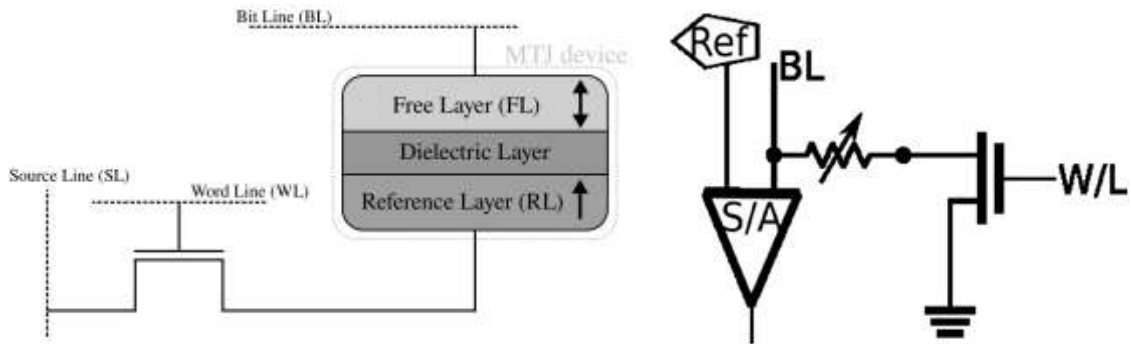 Bit Line (BL)
MTJ device
Free Layer (FL)
Dielectric Layer
Reference Layer (RL)
Source Line (SL)
Word Line (WL)
Ref
BL
S/A
W/L